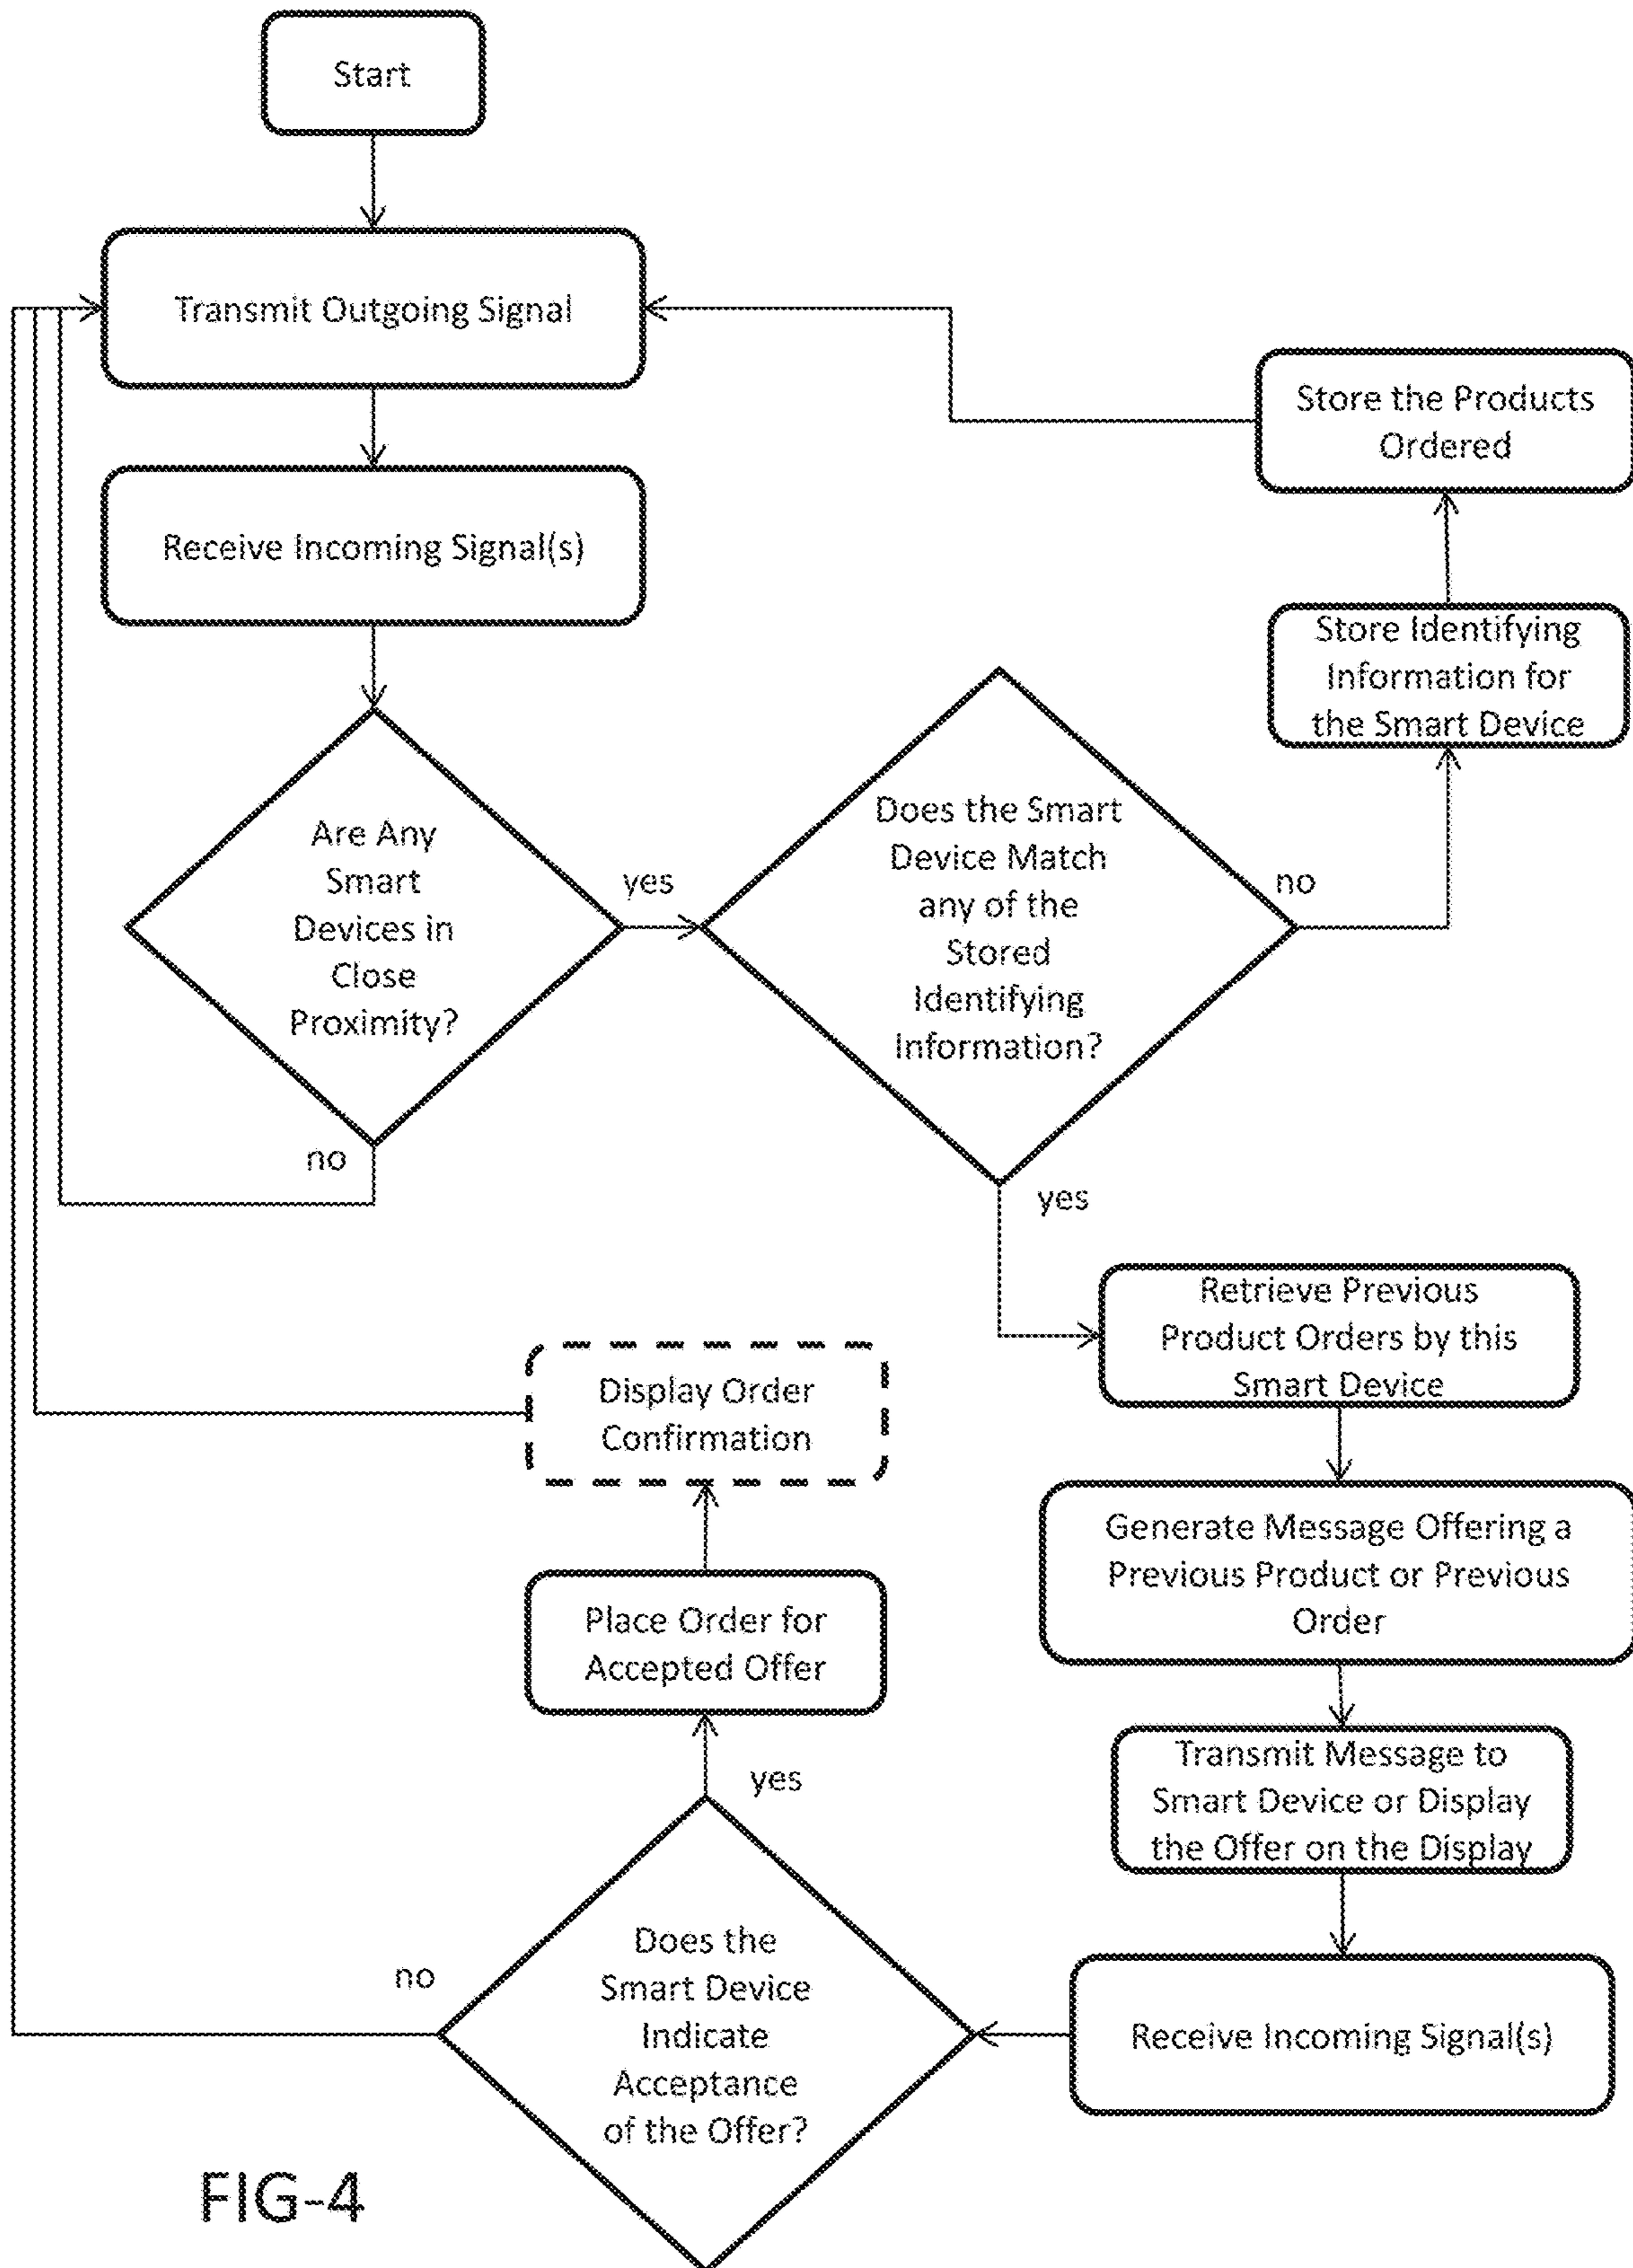 Start
Transmit Outgoing Signal
Receive Incoming Signal(s)
Are Any
Smart
Devices in
Close
Proximity?
yes
no
Does the Smart
Device Match
any of the
Stored
Identifying
Information?
no
yes
Store Identifying
Information for
the Smart Device
Store the Products
Ordered
Retrieve Previous
Product Orders by this
Smart Device
Generate Message Offering a
Previous Product or Previous
Order
Transmit Message to
Smart Device or Display
the Offer on the Display
Receive Incoming Signal(s)
Does the
Smart Device
Indicate
Acceptance
of the Offer?
no
yes
Place Order for
Accepted Offer
Display Order
Confirmation
FIG-4